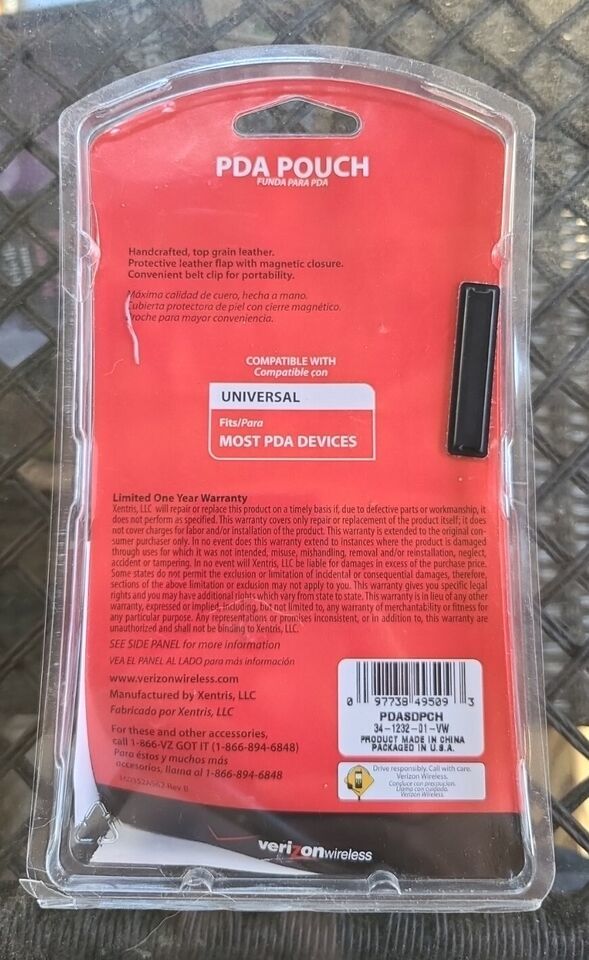 PDA POUCH
FUNDA PARA PDA
Handcrafted, top grain leather.
Protective leather flap with magnetic closure.
Convenient belt clip for portability.
Máxima calidad de cuero, hecha a mano.
Cubierta protectora de piel con cierre magnético.
Broche para mayor conveniencia.
COMPATIBLE WITH
Compatible con
UNIVERSAL
Fits/Para
MOST PDA DEVICES
Limited One Year Warranty
Xentris, LLC will repair or replace this product on a timely basis if, due to defective parts or workmanship, it
does not perform as specified. This warranty covers only repair or replacement of the product itself; it does
not cover charges for labor and/or installation of the product. This warranty is extended to the original con-
sumer purchaser only. In no event does this warranty extend to instances where the product is damaged
through uses for which it was not intended, misuse, mishandling, removal and/or reinstallation, neglect,
accident or tampering. In no event will Xentris, LLC be liable for damages in excess of the purchase price.
Some states do not permit the exclusion or limitation of incidental or consequential damages, therefore,
sections of the above limitation or exclusion may not apply to you. This warranty gives you specific legal
rights and you may have additional rights which vary from state to state. This warranty is in lieu of any other
warranty, expressed or implied, including, but not limited to, any warranty of merchantability or fitness for
any particular purpose. Any representations or promises inconsistent, or in addition to, this warranty are
unauthorized and shall not be binding to Xentris, LLC.
SEE SIDE PANEL for more information
VEA EL PANEL AL LADO para más información
www.verizonwireless.com
Manufactured by Xentris, LLC
Fabricado por Xentris, LLC
For these and other accessories,
call 1-866-VZ GOT IT (1-866-894-6848)
Para éstos y muchos más
accesorios, llama al 1-866-894-6848
Rev B
0 97738 49509 3
PDASDPCH
34-1232-01-VW
PRODUCT MADE IN CHINA
PACKAGED IN U.S.A.
Drive responsibly. Call with care.
Verizon Wireless.
Conduce con precaucion.
Llama con cuidado.
Verizon Wireless.
verizonwireless